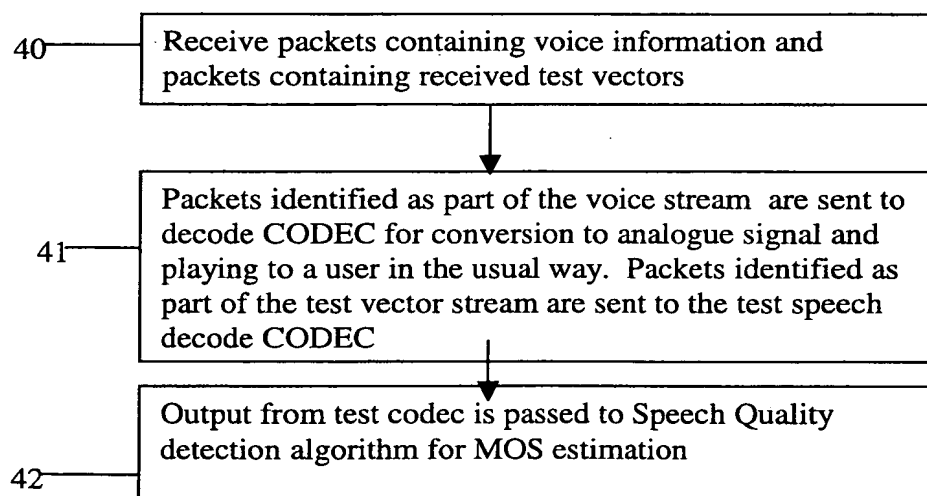 40
Receive packets containing voice information and
packets containing received test vectors
41
Packets identified as part of the voice stream are sent to
decode CODEC for conversion to analogue signal and
playing to a user in the usual way. Packets identified as
part of the test vector stream are sent to the test speech
decode CODEC
42
Output from test codec is passed to Speech Quality
detection algorithm for MOS estimation